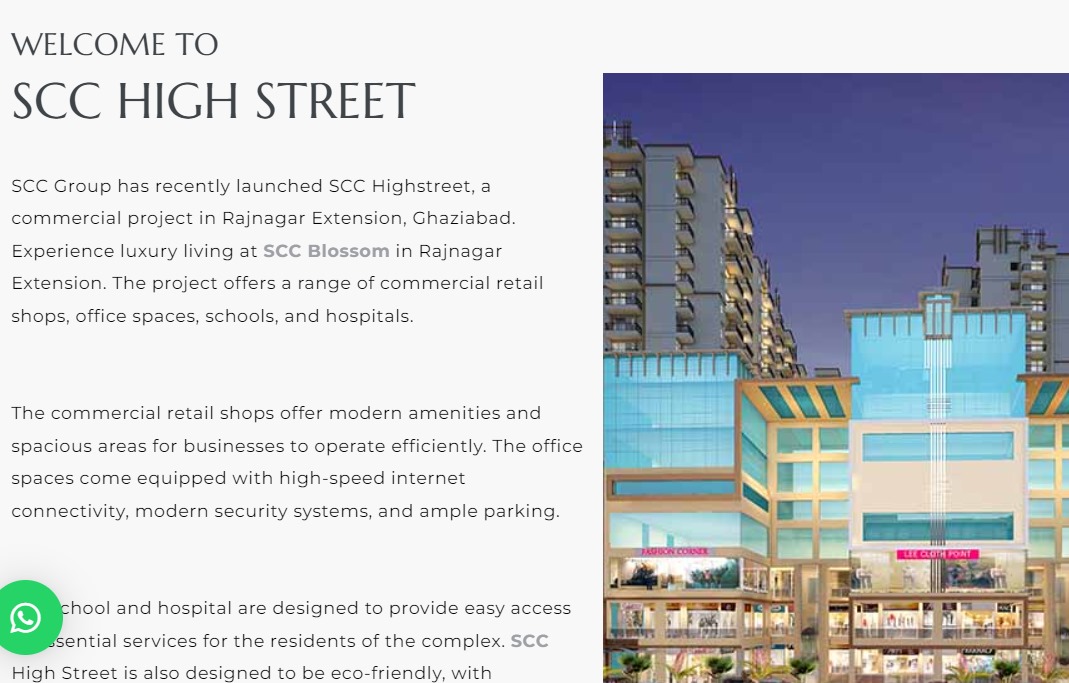 WELCOME TO
SCC HIGH STREET
SCC Group has recently launched SCC Highstreet, a
commercial project in Rajnagar Extension, Ghaziabad.
Experience luxury living at SCC Blossom in Rajnagar
Extension. The project offers a range of commercial retail
shops, office spaces, schools, and hospitals.
The commercial retail shops offer modern amenities and
spacious areas for businesses to operate efficiently. The office
spaces come equipped with high-speed internet
connectivity, modern security systems, and ample parking.
chool and hospital are designed to provide easy access
ssential services for the residents of the complex. SCC
High Street is also designed to be eco-friendly, with
FASHION CORNER
LEE CLOTH POINT